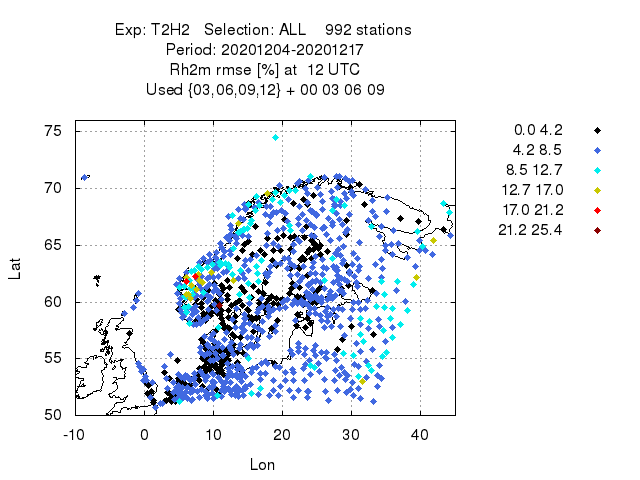 Exp: T2H2 Selection: ALL 992 stations
Period: 20201204-20201217
Rh2m rmse [%] at 12 UTC
Used {03,06,09,12} + 00 03 06 09
0.0 4.2
4.2 8.5
8.5 12.7
12.7 17.0
17.0 21.2
21.2 25.4
75
70
65
60
55
50
Lat
-10 0 10 20 30 40
Lon